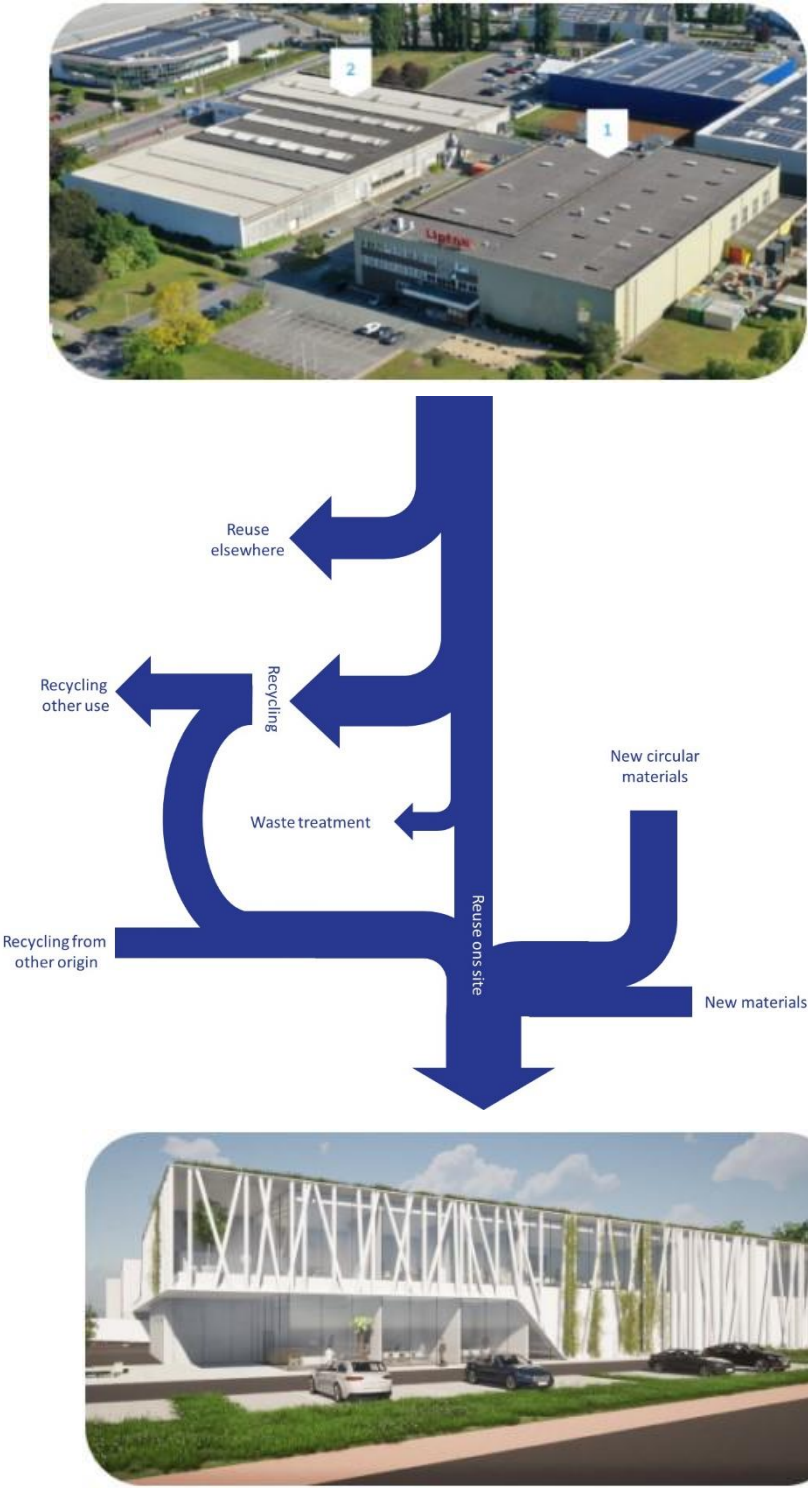 2
1
Lipton
Reuse
elsewhere
Recycling
Recycling
other use
New circular
materials
Waste treatment
Reuse ons site
Recycling from
other origin
New materials